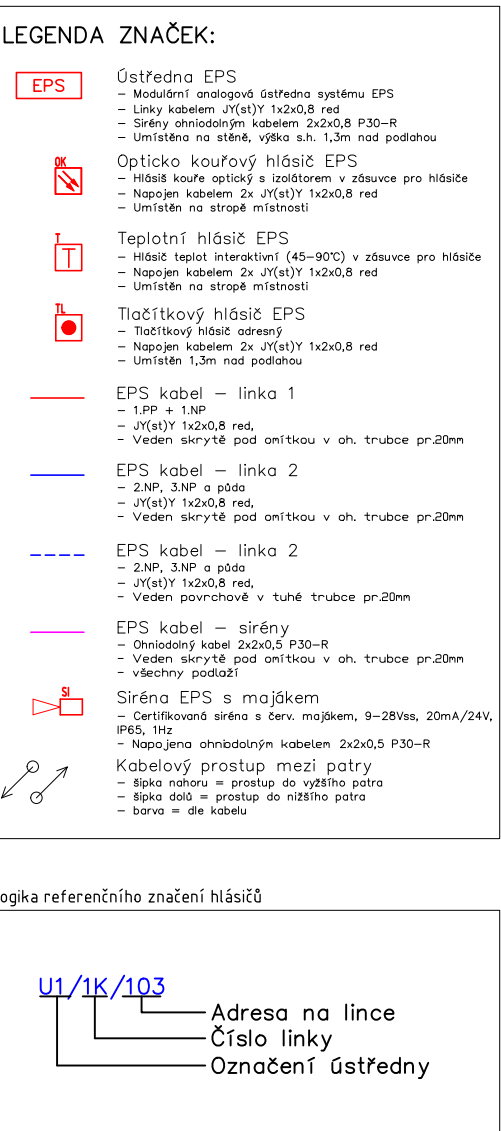 LEGENDA ZNAČEK:
EPS
Ústředna EPS
– Modulární analogová ústředna systému EPS
– Linky kabelem JY(st)Y 1x2x0,8 red
– Sirény ohniodolným kabelem 2x2x0,8 P30–R
– Umístěna na stěně, výška s.h. 1,3m nad podlahou
OK
Opticko kouřový hlásič EPS
– Hlásiš kouře optický s izolátorem v zásuvce pro hlásiče
– Napojen kabelem 2x JY(st)Y 1x2x0,8 red
– Umístěn na stropě místnosti
T
T
Teplotní hlásič EPS
– Hlásič teplot interaktivní (45–90°C) v zásuvce pro hlásiče
– Napojen kabelem 2x JY(st)Y 1x2x0,8 red
– Umístěn na stropě místnosti
TL
Tlačítkový hlásič EPS
– Tlačítkový hlásič adresný
– Napojen kabelem 2x JY(st)Y 1x2x0,8 red
– Umístěn 1,3m nad podlahou
EPS kabel – linka 1
– 1.PP + 1.NP
– JY(st)Y 1x2x0,8 red,
- Veden skrytě pod omítkou v oh. trubce pr.20mm
EPS kabel – linka 2
– 2.NP, 3.NP a půda
– JY(st)Y 1x2x0,8 red,
- Veden skrytě pod omítkou v oh. trubce pr.20mm
EPS kabel – linka 2
– 2.NP, 3.NP a půda
– JY(st)Y 1x2x0,8 red,
- Veden povrchově v tuhé trubce pr.20mm
EPS kabel – sirény
– Ohniodolný kabel 2x2x0,5 P30–R
- Veden skrytě pod omítkou v oh. trubce pr.20mm
- všechny podlaží
SI
Siréna EPS s majákem
– Certifikovaná siréna s červ. majákem, 9–28Vss, 20mA/24V,
IP65, 1Hz
- Napojena ohniodolným kabelem 2x2x0,5 P30–R
Kabelový prostup mezi patry
– šipka nahoru = prostup do vyžšího patra
– šipka dolů = prostup do nižšího patra
– barva = dle kabelu
ogika referenčního značení hlásičů
U1/1K/103
Adresa na lince
Číslo linky
Označení ústředny